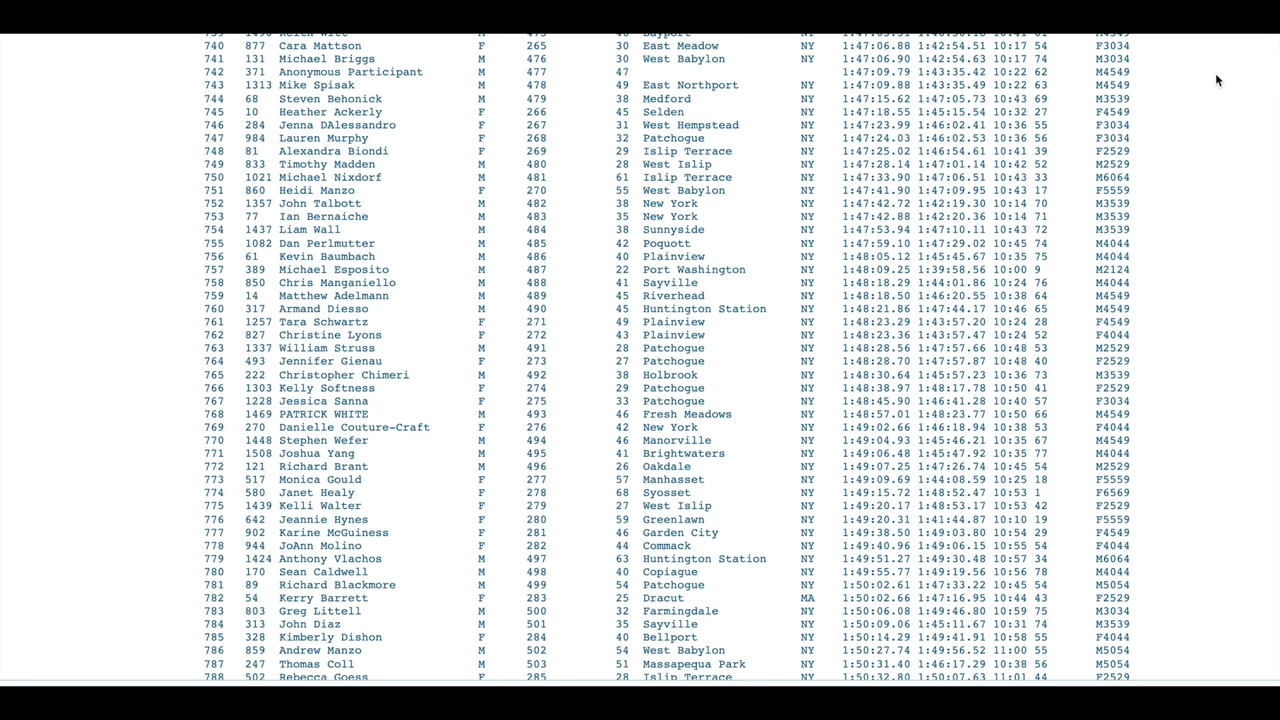 739 1490 Keith Witt M 475 40 Bayport NY 10:41 61 M4549
740 877 Cara Mattson F 265 30 East Meadow NY 1:47:06.88 1:42:54.51 10:17 54 F3034
741 131 Michael Briggs M 476 30 West Babylon NY 1:47:06.90 1:42:54.63 10:17 74 M3034
742 371 Anonymous Participant M 477 47 1:47:09.79 1:43:35.42 10:22 62 M4549
743 1313 Mike Spisak M 478 49 East Northport NY 1:47:09.88 1:43:35.49 10:22 63 M4549
744 68 Steven Behonick M 479 38 Medford NY 1:47:15.62 1:47:05.73 10:43 69 M3539
745 10 Heather Ackerly F 266 45 Selden NY 1:47:18.55 1:45:15.54 10:32 27 F4549
746 284 Jenna DAlessandro F 267 31 West Hempstead NY 1:47:23.99 1:46:02.41 10:36 55 F3034
747 984 Lauren Murphy F 268 32 Patchogue NY 1:47:24.03 1:46:02.53 10:36 56 F3034
748 81 Alexandra Biondi F 269 29 Islip Terrace NY 1:47:25.02 1:46:54.61 10:41 39 F2529
749 833 Timothy Madden M 480 28 West Islip NY 1:47:28.14 1:47:01.14 10:42 52 M2529
750 1021 Michael Nixdorf M 481 61 Islip Terrace NY 1:47:33.90 1:47:06.51 10:43 33 M6064
751 860 Heidi Manzo F 270 55 West Babylon NY 1:47:41.90 1:47:09.95 10:43 17 F5559
752 1357 John Talbott M 482 38 New York NY 1:47:42.72 1:42:19.30 10:14 70 M3539
753 77 Ian Bernaiche M 483 35 New York NY 1:47:42.88 1:42:20.36 10:14 71 M3539
754 1437 Liam Wall M 484 38 Sunnyside NY 1:47:53.94 1:47:10.11 10:43 72 M3539
755 1082 Dan Perlmutter M 485 42 Poquott NY 1:47:59.10 1:47:29.02 10:45 74 M4044
756 61 Kevin Baumbach M 486 40 Plainview NY 1:48:05.12 1:45:45.67 10:35 75 M4044
757 389 Michael Esposito M 487 22 Port Washington NY 1:48:09.25 1:39:58.56 10:00 9 M2124
758 850 Chris Manganiello M 488 41 Sayville NY 1:48:18.29 1:44:01.86 10:24 76 M4044
759 14 Matthew Adelmann M 489 45 Riverhead NY 1:48:18.50 1:46:20.55 10:38 64 M4549
760 317 Armand Diesso M 490 45 Huntington Station NY 1:48:21.86 1:47:44.17 10:46 65 M4549
761 1257 Tara Schwartz F 271 49 Plainview NY 1:48:23.29 1:43:57.20 10:24 28 F4549
762 827 Christine Lyons F 272 43 Plainview NY 1:48:23.36 1:43:57.47 10:24 52 F4044
763 1337 William Struss M 491 28 Patchogue NY 1:48:28.56 1:47:57.66 10:48 53 M2529
764 493 Jennifer Gienau F 273 27 Patchogue NY 1:48:28.70 1:47:57.87 10:48 40 F2529
765 222 Christopher Chimeri M 492 38 Holbrook NY 1:48:30.64 1:45:57.23 10:36 73 M3539
766 1303 Kelly Softness F 274 29 Patchogue NY 1:48:38.97 1:48:17.78 10:50 41 F2529
767 1228 Jessica Sanna F 275 33 Patchogue NY 1:48:45.90 1:46:41.28 10:40 57 F3034
768 1469 PATRICK WHITE M 493 46 Fresh Meadows NY 1:48:57.01 1:48:23.77 10:50 66 M4549
769 270 Danielle Couture-Craft F 276 42 New York NY 1:49:02.66 1:46:18.94 10:38 53 F4044
770 1448 Stephen Wefer M 494 46 Manorville NY 1:49:04.93 1:45:46.21 10:35 67 M4549
771 1508 Joshua Yang M 495 41 Brightwaters NY 1:49:06.48 1:45:47.92 10:35 77 M4044
772 121 Richard Brant M 496 26 Oakdale NY 1:49:07.25 1:47:26.74 10:45 54 M2529
773 517 Monica Gould F 277 57 Manhasset NY 1:49:09.69 1:44:08.59 10:25 18 F5559
774 580 Janet Healy F 278 68 Syosset NY 1:49:15.72 1:48:52.47 10:53 1 F6569
775 1439 Kelli Walter F 279 27 West Islip NY 1:49:20.17 1:48:53.17 10:53 42 F2529
776 642 Jeannie Hynes F 280 59 Greenlawn NY 1:49:20.31 1:41:44.87 10:10 19 F5559
777 902 Karine McGuiness F 281 46 Garden City NY 1:49:38.50 1:49:03.80 10:54 29 F4549
778 944 JoAnn Molino F 282 44 Commack NY 1:49:40.96 1:49:06.15 10:55 54 F4044
779 1424 Anthony Vlachos M 497 63 Huntington Station NY 1:49:51.27 1:49:30.48 10:57 34 M6064
780 170 Sean Caldwell M 498 40 Copiague NY 1:49:55.77 1:49:19.56 10:56 78 M4044
781 89 Richard Blackmore M 499 54 Patchogue NY 1:50:02.61 1:47:33.22 10:45 54 M5054
782 54 Kerry Barrett F 283 25 Dracut MA 1:50:02.66 1:47:16.95 10:44 43 F2529
783 803 Greg Littell M 500 32 Farmingdale NY 1:50:06.08 1:49:46.80 10:59 75 M3034
784 313 John Diaz M 501 35 Sayville NY 1:50:09.06 1:45:11.67 10:31 74 M3539
785 328 Kimberly Dishon F 284 40 Bellport NY 1:50:14.29 1:49:41.91 10:58 55 F4044
786 859 Andrew Manzo M 502 54 West Babylon NY 1:50:27.74 1:49:56.52 11:00 55 M5054
787 247 Thomas Coll M 503 51 Massapequa Park NY 1:50:31.40 1:46:17.29 10:38 56 M5054
788 502 Rebecca Goess F 285 28 Islip Terrace NY 1:50:32.80 1:50:07.63 11:01 44 F2529